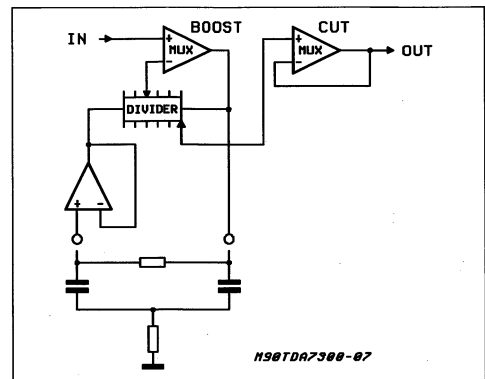 BOOST
CUT
IN
+
MUX
-
+
MUX
-
OUT
DIVIDER
+
-
M90TDA7300-07